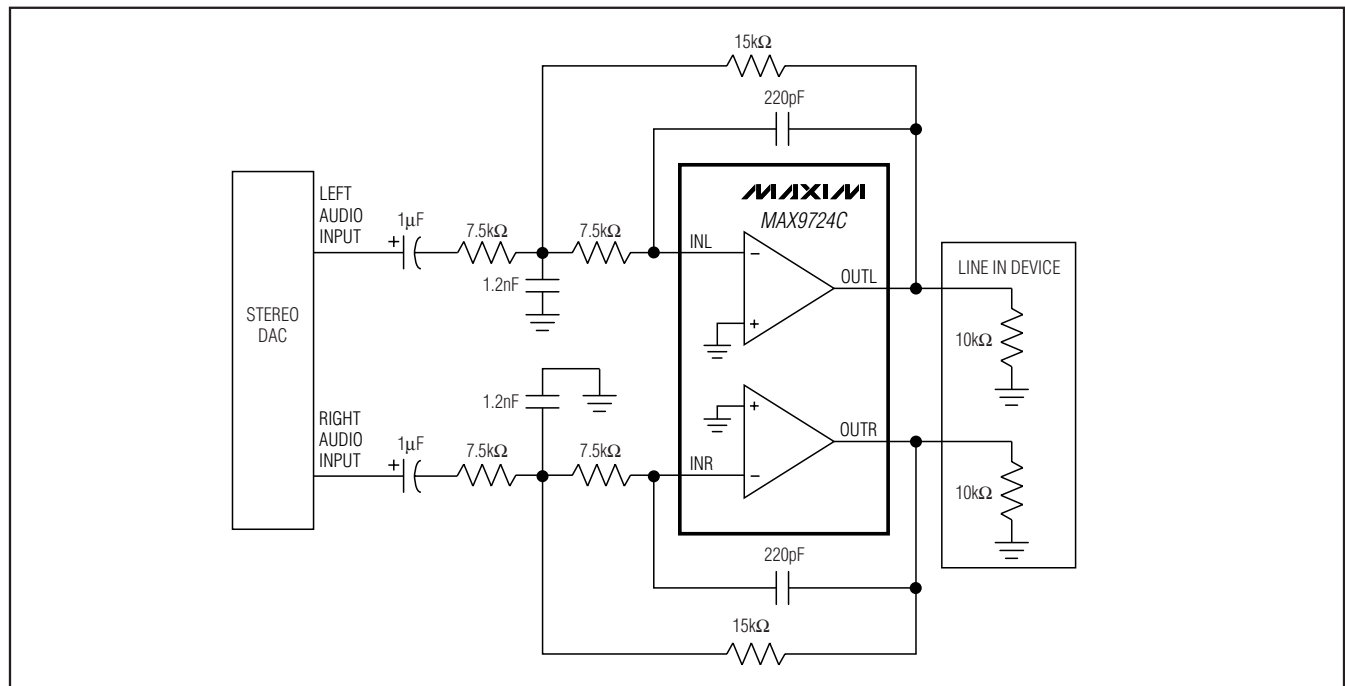 15kΩ
220pF
MAXIM
MAX9724C
LEFT
AUDIO
INPUT
1μF
+
7.5kΩ
7.5kΩ
INL
−
OUTL
LINE IN DEVICE
1.2nF
+
10kΩ
STEREO
DAC
1.2nF
+
OUTR
RIGHT
AUDIO
INPUT
1μF
+
7.5kΩ
7.5kΩ
INR
−
10kΩ
220pF
15kΩ